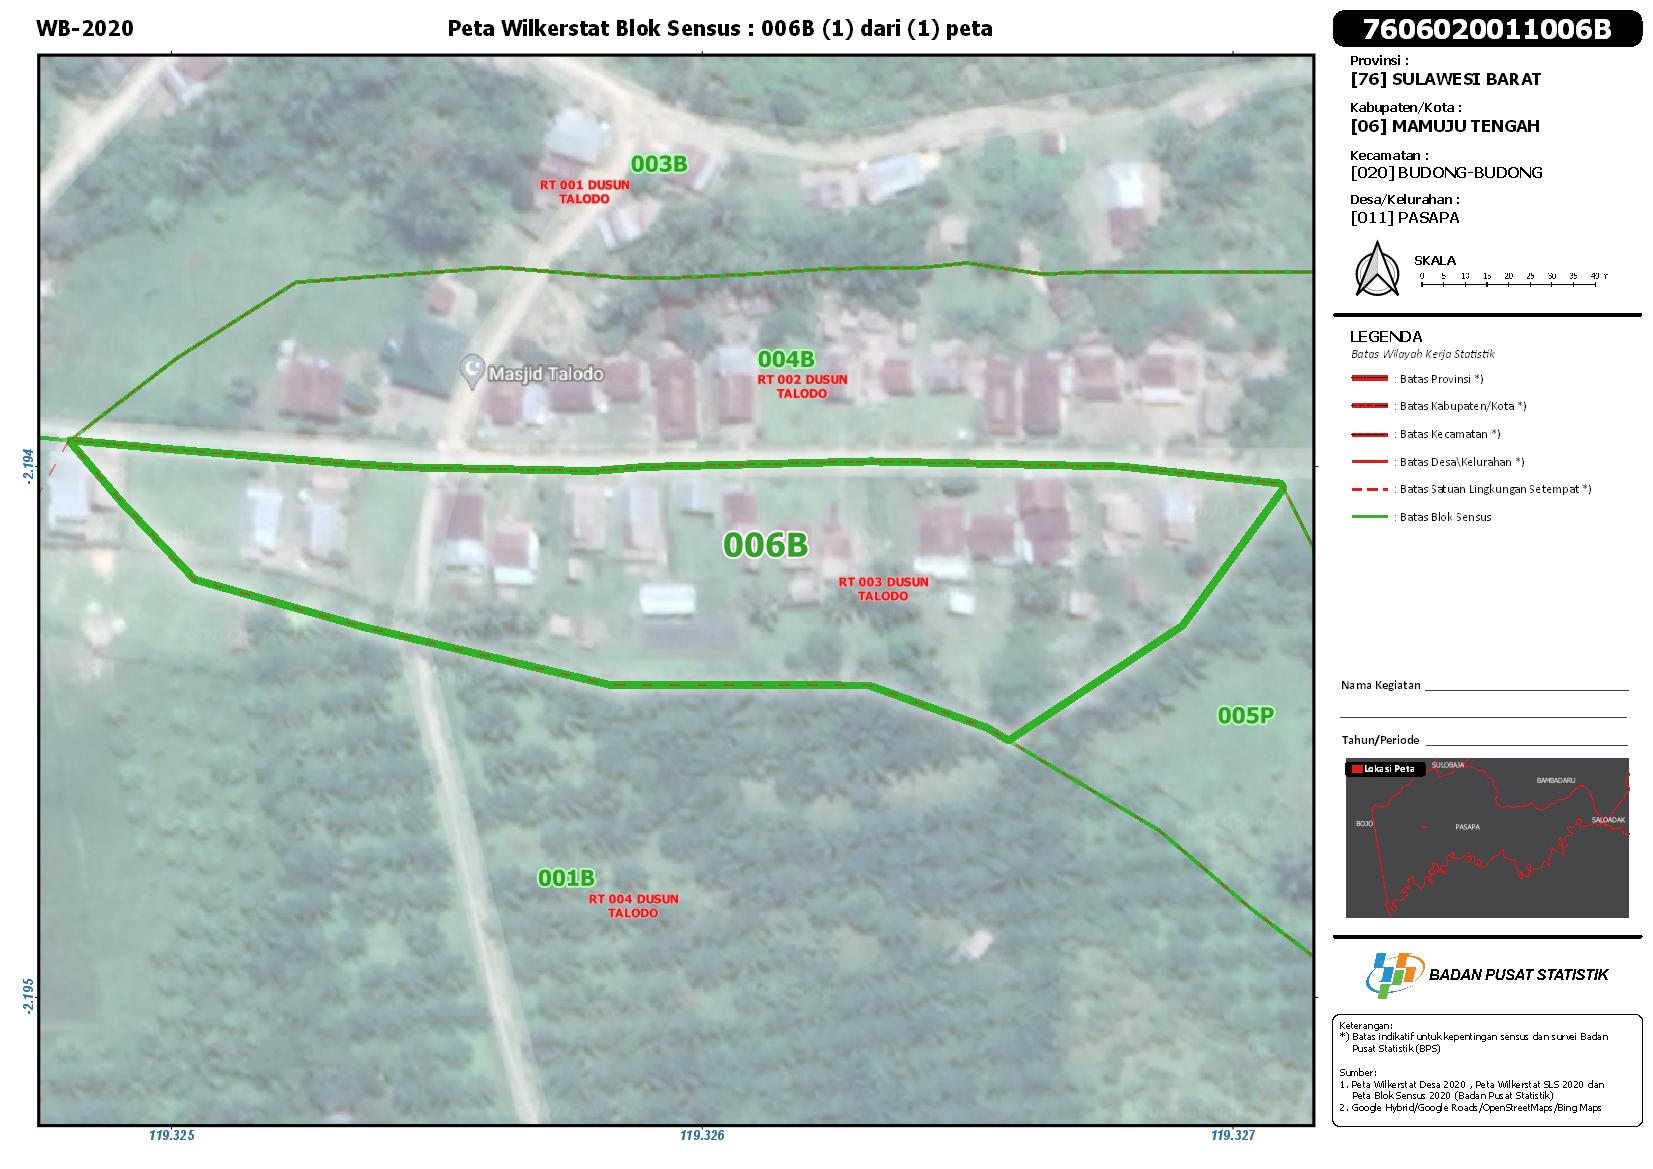 WB-2020
Peta Wilkerstat Blok Sensus : 006B (1) dari (1) peta
7606020011006B
Provinsi :
[76] SULAWESI BARAT
Kabupaten/Kota :
[06] MAMUJU TENGAH
Kecamatan :
[020] BUDONG-BUDONG
Desa/Kelurahan :
[011] PASAPA
SKALA
0 5 10 15 20 25 30 35 40 m
LEGENDA
Batas Wilayah Kerja Statistik
: Batas Provinsi *)
: Batas Kabupaten/Kota *)
: Batas Kecamatan *)
: Batas Desa\Kelurahan *)
: Batas Satuan Lingkungan Setempat *)
: Batas Blok Sensus
003B
RT 001 DUSUN
TALODO
004B
RT 002 DUSUN
TALODO
Masjid Talodo
006B
RT 003 DUSUN
TALODO
005P
001B
RT 004 DUSUN
TALODO
-2.194
-2.195
119.325
119.326
119.327
Nama Kegiatan
Tahun/Periode
Lokasi Peta
SULOBAJA
BAMBADARU
BOJO
PASAPA
SALOADAK
BADAN PUSAT STATISTIK
Keterangan:
*) Batas indikatif untuk kepentingan sensus dan survei Badan
Pusat Statistik (BPS)
Sumber:
1. Peta Wilkerstat Desa 2020 , Peta Wilkerstat SLS 2020 dan
Peta Blok Sensus 2020 (Badan Pusat Statistik)
2. Google Hybrid/Google Roads/OpenStreetMaps/Bing Maps